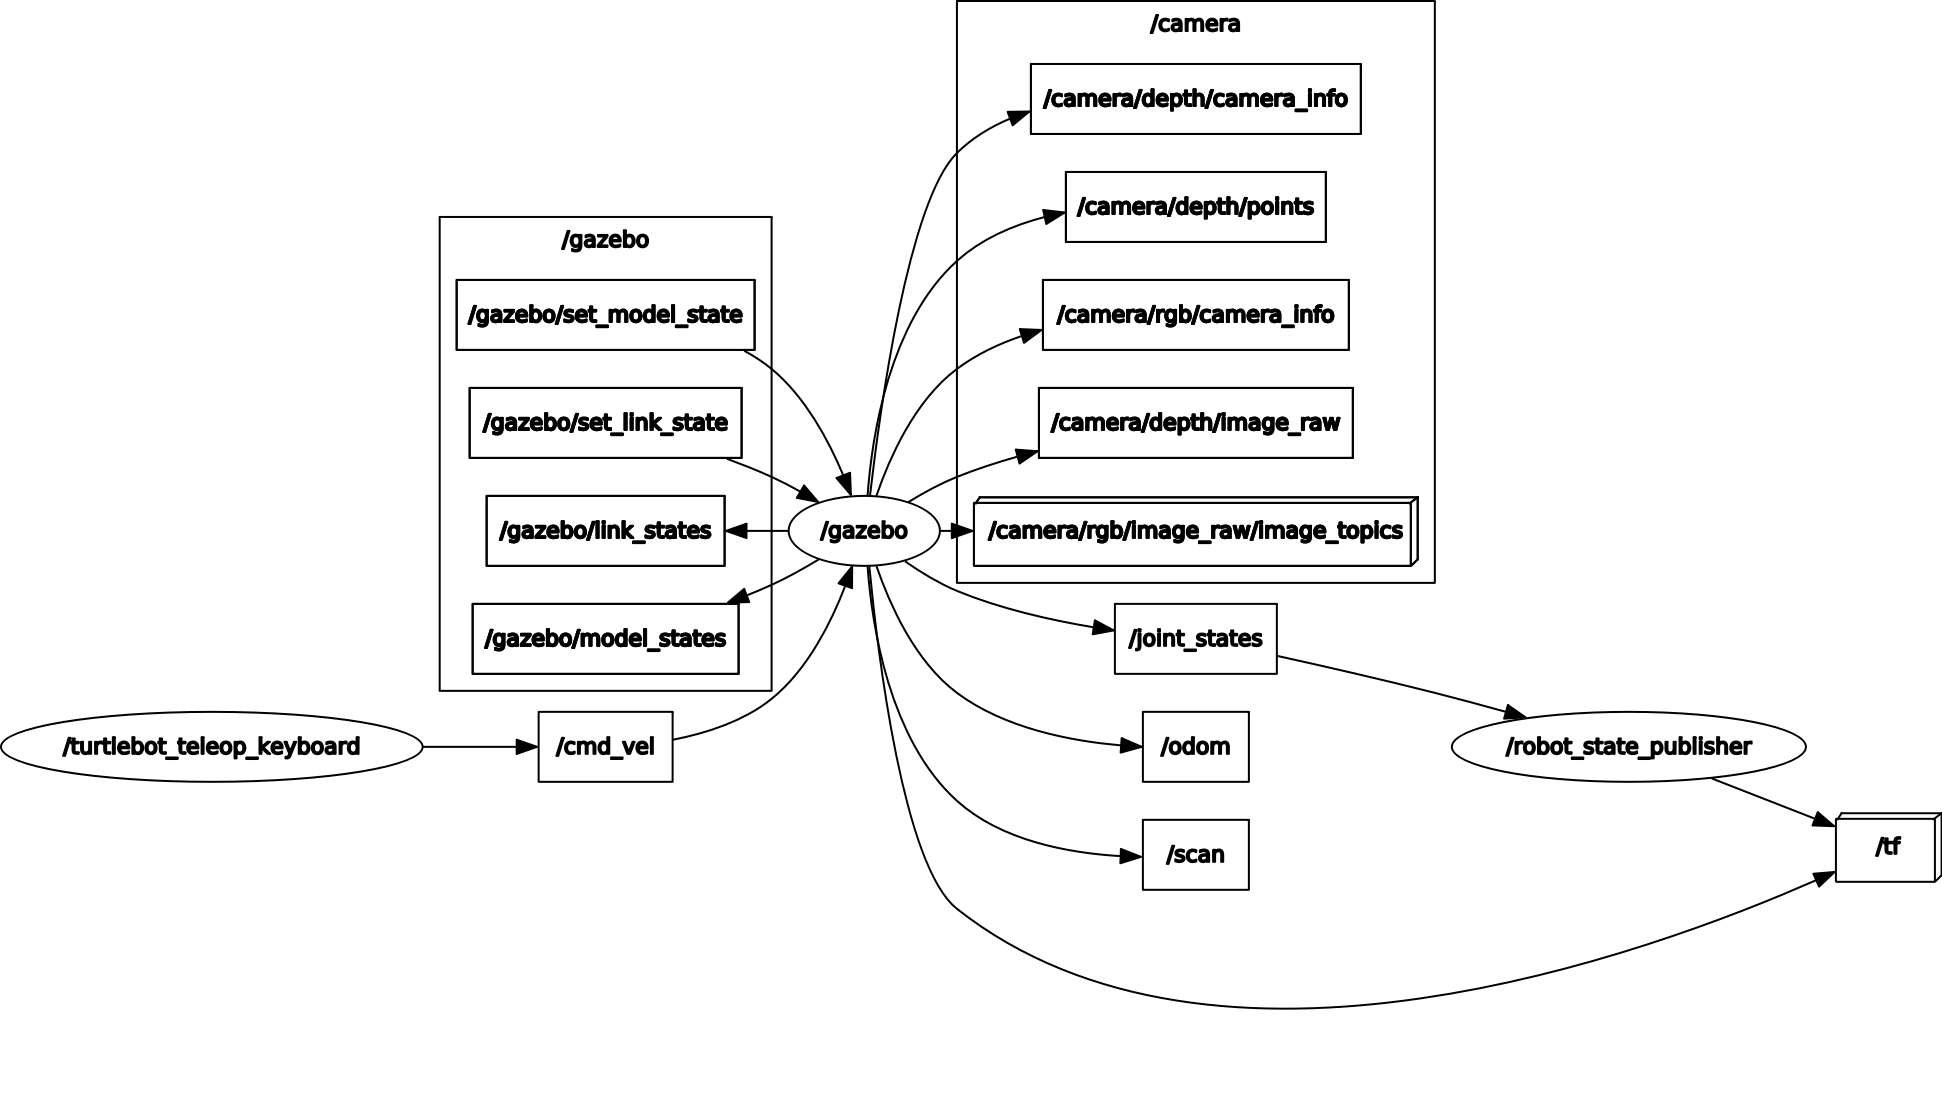 /camera
/camera/depth/camera_info
/camera/depth/points
/gazebo
/gazebo/set_model_state
/camera/rgb/camera_info
/gazebo/set_link_state
/camera/depth/image_raw
/gazebo/link_states
/gazebo
/camera/rgb/image_raw/image_topics
/gazebo/model_states
/joint_states
/turtlebot_teleop_keyboard
/cmd_vel
/odom
/robot_state_publisher
/scan
/tf